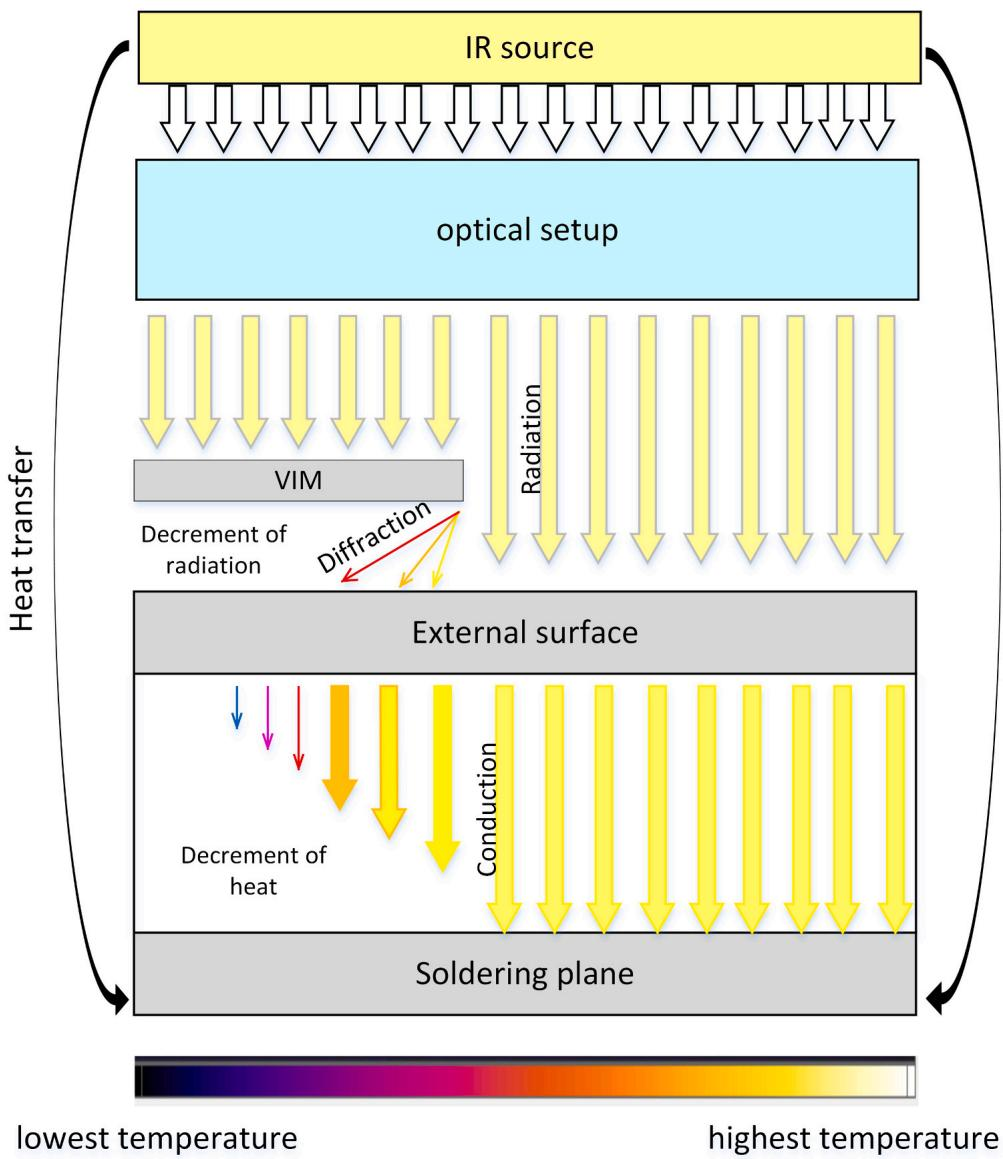 IR source
optical setup
Heat transfer
Radiation
VIM
Diffraction
Decrement of
radiation
External surface
Conduction
Decrement of
heat
Soldering plane
lowest temperature
highest temperature